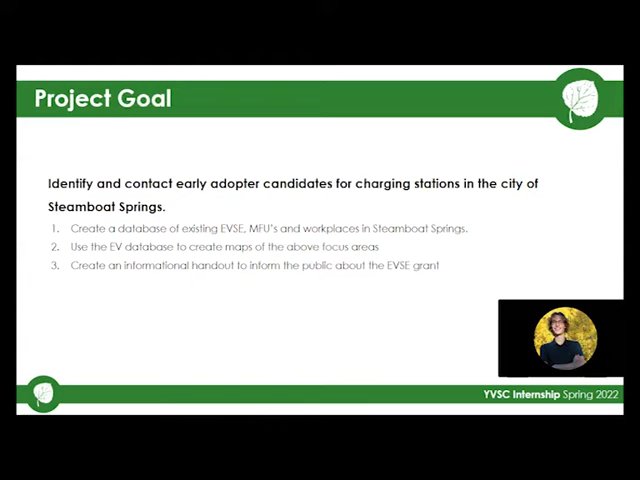 Project Goal
Identify and contact early adopter candidates for charging stations in the city of
Steamboat Springs.
1. Create a database of existing EVSE, MFU's and workplaces in Steamboat Springs.
2. Use the EV database to create maps of the above focus areas
3. Create an informational handout to inform the public about the EVSE grant
YVSC Internship Spring 2022